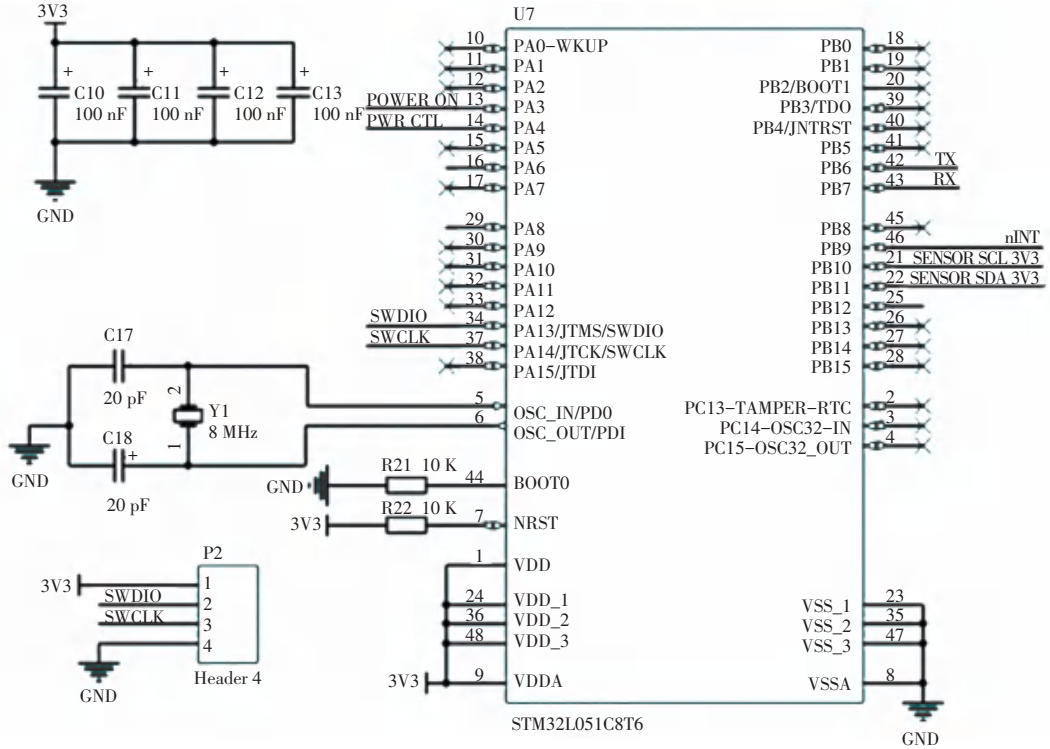 3V3
+ + + +
C10 C11 C12 C13
100 nF 100 nF 100 nF 100 nF
GND
U7
10 PA0-WKUP
11 PA1
12 PA2
POWER ON 13 PA3
PWR CTL 14 PA4
15 PA5
16 PA6
17 PA7
29 PA8
30 PA9
31 PA10
32 PA11
33 PA12
SWDIO 34 PA13/JTMS/SWDIO
SWCLK 37 PA14/JTCK/SWCLK
38 PA15/JTDI
5 OSC_IN/PD0
6 OSC_OUT/PDI
GND R21 10 K 44 BOOT0
3V3 R22 10 K 7 NRST
1 VDD
24 VDD_1
36 VDD_2
48 VDD_3
3V3 9 VDDA
PB0 18
PB1 19
PB2/BOOT1 20
PB3/TDO 39
PB4/JNTRST 40
PB5 41
PB6 42 TX
PB7 43 RX
PB8 45
PB9 46 nINT
PB10 21 SENSOR SCL 3V3
PB11 22 SENSOR SDA 3V3
PB12 25
PB13 26
PB14 27
PB15 28
PC13-TAMPER-RTC 2
PC14-OSC32-IN 3
PC15-OSC32_OUT 4
VSS_1 23
VSS_2 35
VSS_3 47
VSSA 8
GND
STM32L051C8T6
C17
20 pF
2
Y1
8 MHz
1
C18
+
20 pF
GND
P2
3V3 1
SWDIO 2
SWCLK 3
4
GND
Header 4